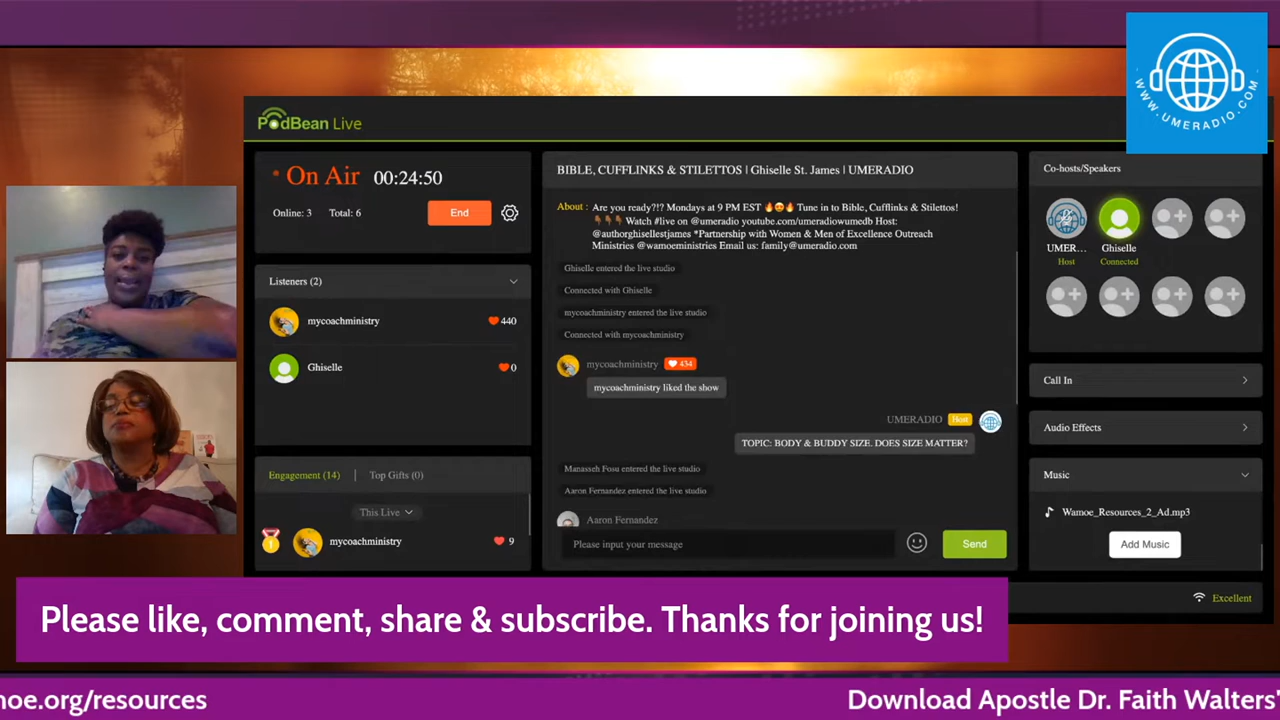 WWW.UMERADIO.COM
PodBean Live
On Air 00:24:50
Online: 3 Total: 6
End
Listeners (2)
mycoachministry 440
Ghiselle 0
Engagement (14) | Top Gifts (0)
This Live
1 mycoachministry 9
BIBLE, CUFFLINKS & STILETTOS | Ghiselle St. James | UMERADIO
About : Are you ready?!? Mondays at 9 PM EST 🔥😍🔥 Tune in to Bible, Cufflinks & Stilettos!
👇🏾👇🏾👇🏾 Watch #live on @umeradio youtube.com/umeradiowumedb Host:
@authorghisellestjames *Partnership with Women & Men of Excellence Outreach
Ministries @wamoeministries Email us: family@umeradio.com
Ghiselle entered the live studio
Connected with Ghiselle
mycoachministry entered the live studio
Connected with mycoachministry
mycoachministry 434
mycoachministry liked the show
UMERADIO Host
TOPIC: BODY & BUDDY SIZE. DOES SIZE MATTER?
Manasseh Fosu entered the live studio
Aaron Fernandez entered the live studio
Aaron Fernandez
Please input your message
Send
Co-hosts/Speakers
UMER... Ghiselle
Host Connected
Call In
Audio Effects
Music
Wamoe_Resources_2_Ad.mp3
Add Music
Excellent
Please like, comment, share & subscribe. Thanks for joining us!
noe.org/resources Download Apostle Dr. Faith Walters'